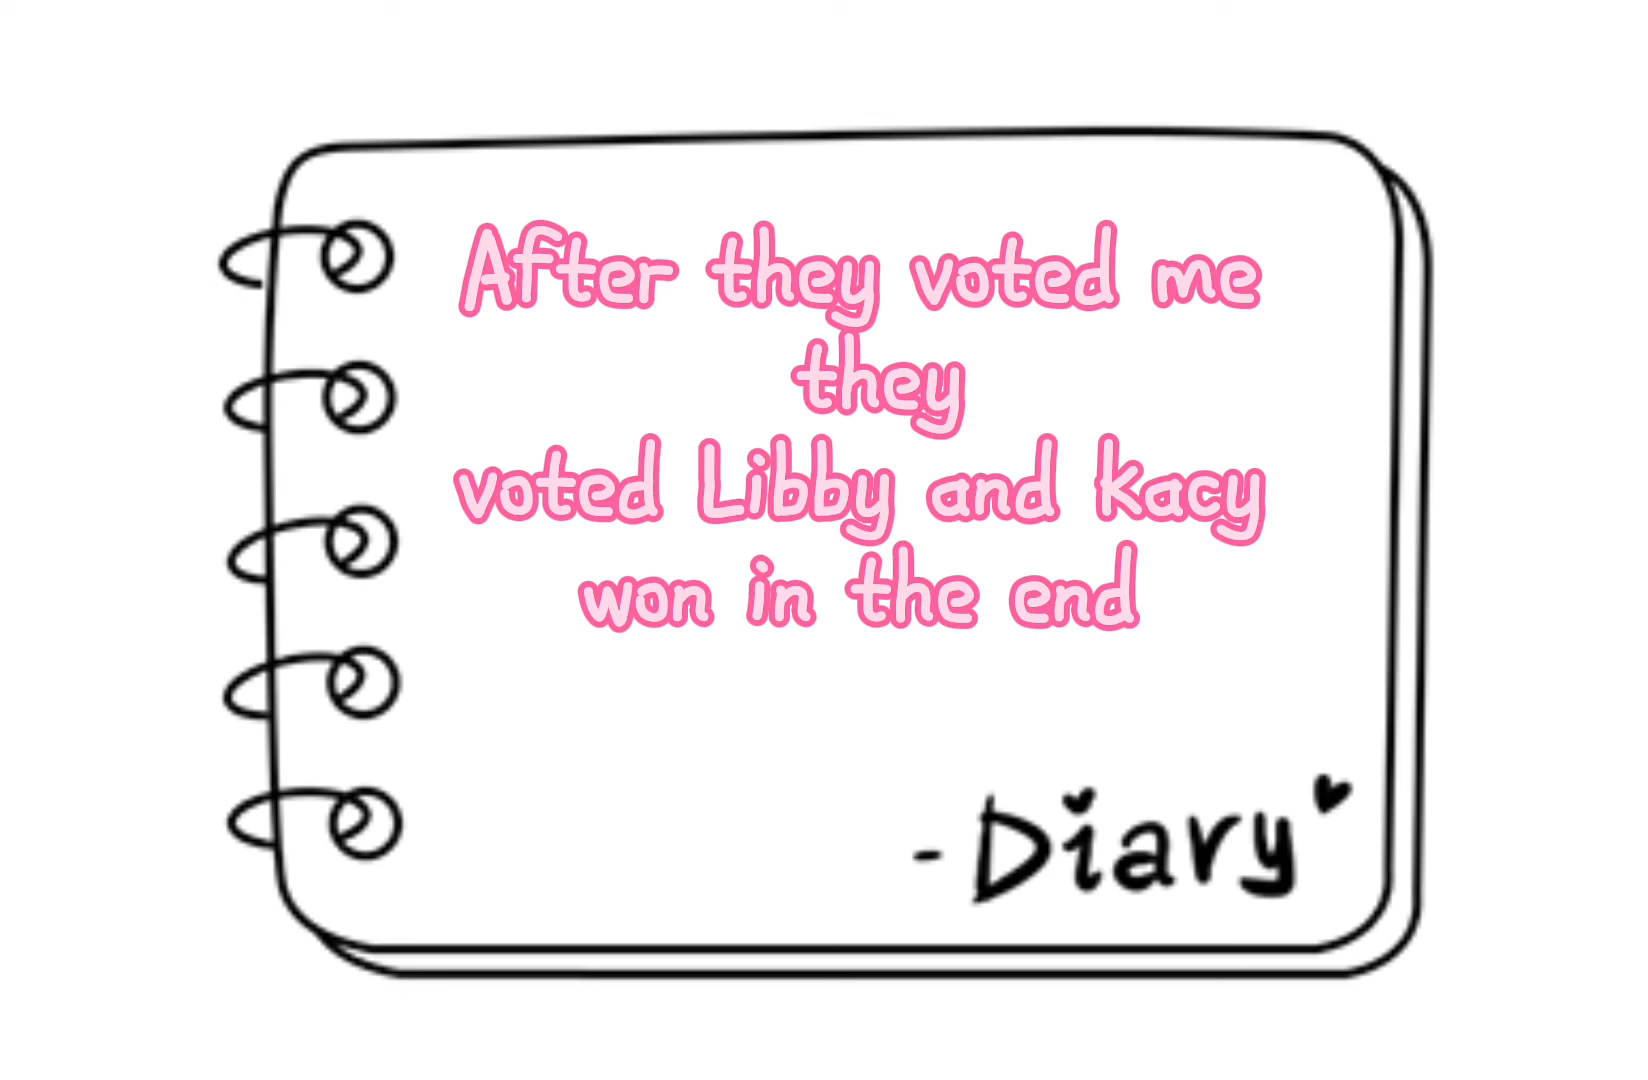 After they voted me
they
voted Libby and kacy
won in the end
- Diary